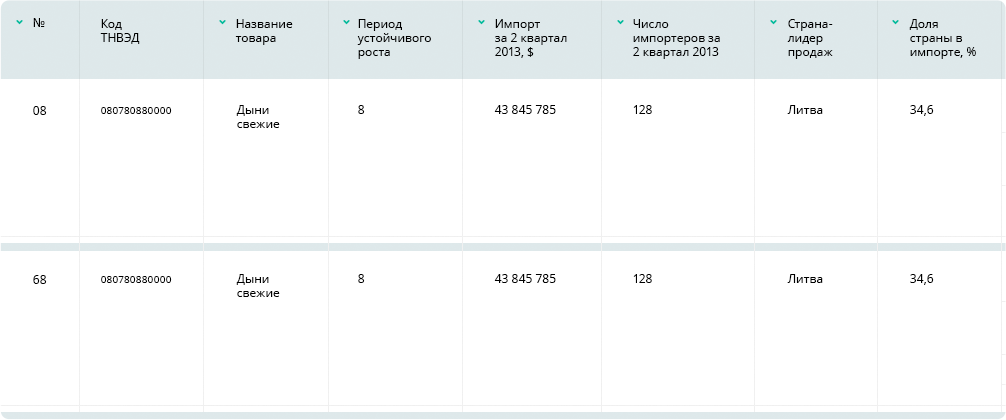 №
Код
ТНВЭД
Название
товара
Период
устойчивого
роста
Импорт
за 2 квартал
2013, $
Число
импортеров за
2 квартал 2013
Страна-
лидер
продаж
Доля
страны в
импорте, %
08
080780880000
Дыни
свежие
8
43 845 785
128
Литва
34,6
68
080780880000
Дыни
свежие
8
43 845 785
128
Литва
34,6